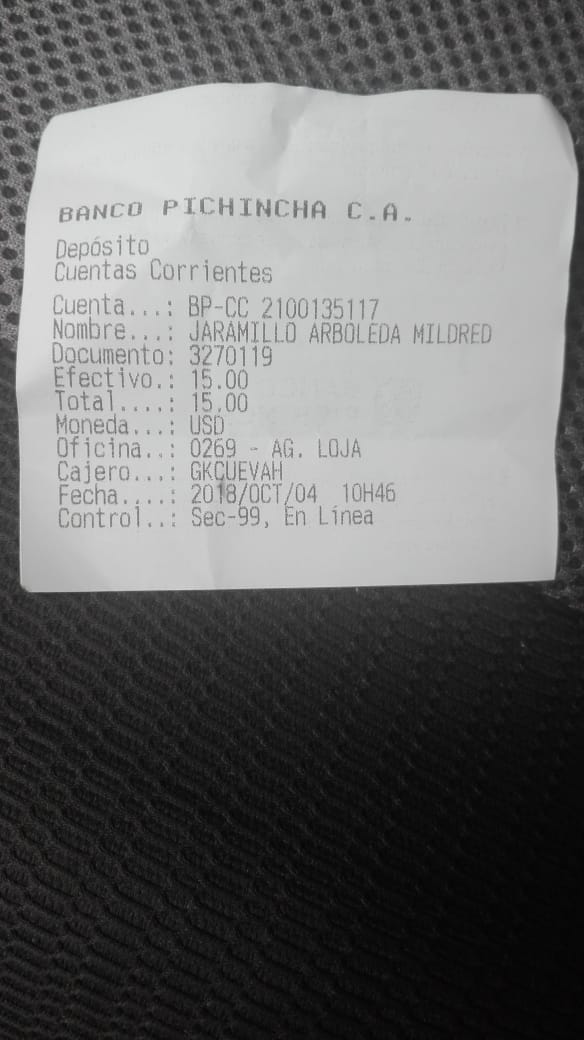 BANCO PICHINCHA C.A.
Depósito
Cuentas Corrientes
Cuenta...: BP-CC 2100135117
Nombre...: JARAMILLO ARBOLEDA MILDRED
Documento: 3270119
Efectivo.: 15.00
Total....: 15.00
Moneda...: USD
Oficina..: 0269 - AG. LOJA
Cajero...: GKCUEVAH
Fecha....: 2018/OCT/04 10H46
Control..: Sec-99, En Línea